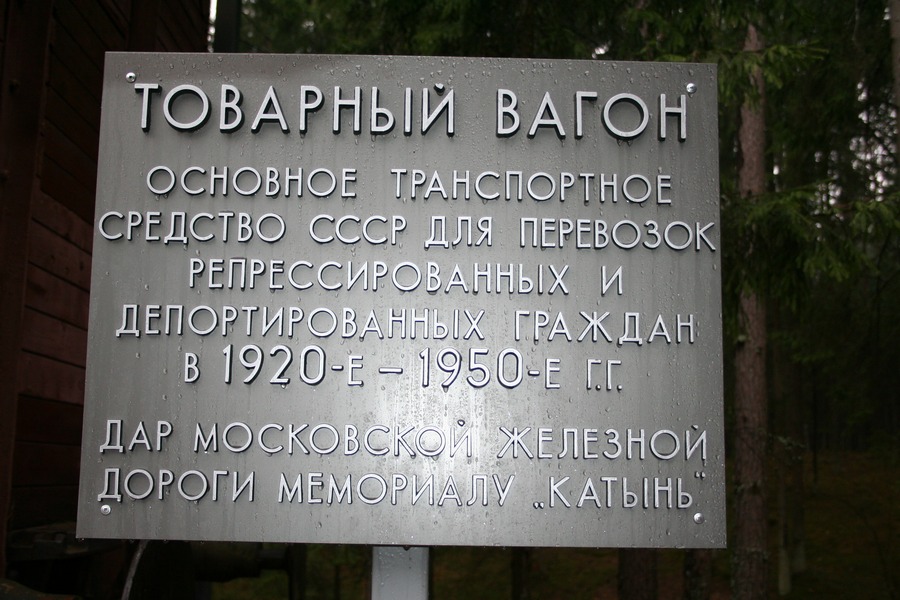 ТОВАРНЫЙ ВАГОН
ОСНОВНОЕ ТРАНСПОРТНОЕ
СРЕДСТВО СССР ДЛЯ ПЕРЕВОЗОК
РЕПРЕССИРОВАННЫХ И
ДЕПОРТИРОВАННЫХ ГРАЖДАН
В 1920-Е – 1950-Е Г.Г.
ДАР МОСКОВСКОЙ ЖЕЛЕЗНОЙ
ДОРОГИ МЕМОРИАЛУ „КАТЫНЬ“